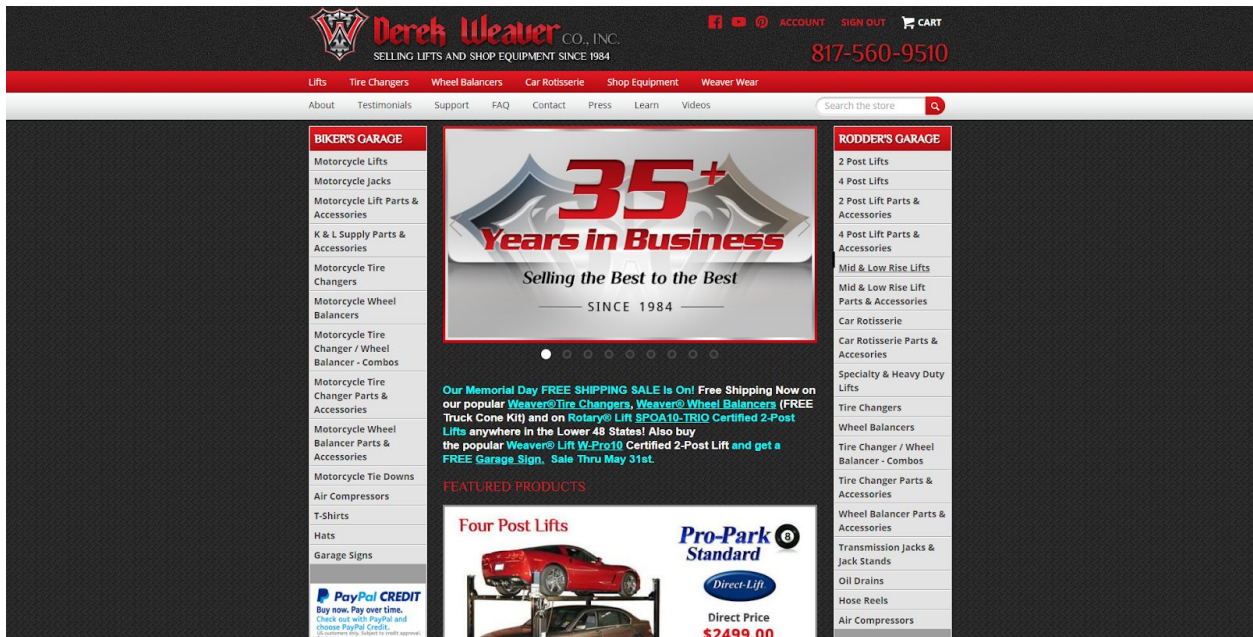 Derek Weaver CO., INC.
SELLING LIFTS AND SHOP EQUIPMENT SINCE 1984
ACCOUNT SIGN OUT CART
817-560-9510
Lifts Tire Changers Wheel Balancers Car Rotisserie Shop Equipment Weaver Wear
About Testimonials Support FAQ Contact Press Learn Videos Search the store
BIKER'S GARAGE
Motorcycle Lifts
Motorcycle Jacks
Motorcycle Lift Parts &
Accessories
K & L Supply Parts &
Accessories
Motorcycle Tire
Changers
Motorcycle Wheel
Balancers
Motorcycle Tire
Changer / Wheel
Balancer - Combos
Motorcycle Tire
Changer Parts &
Accessories
Motorcycle Wheel
Balancer Parts &
Accessories
Motorcycle Tie Downs
Air Compressors
T-Shirts
Hats
Garage Signs
PayPal CREDIT
Buy now. Pay over time.
Check out with PayPal and
choose PayPal Credit.
US customers only. Subject to credit approval.
35+
Years in Business
Selling the Best to the Best
SINCE 1984
Our Memorial Day FREE SHIPPING SALE Is On! Free Shipping Now on
our popular Weaver®Tire Changers, Weaver® Wheel Balancers (FREE
Truck Cone Kit) and on Rotary® Lift SPOA10-TRIO Certified 2-Post
Lifts anywhere in the Lower 48 States! Also buy
the popular Weaver® Lift W-Pro10 Certified 2-Post Lift and get a
FREE Garage Sign. Sale Thru May 31st.
FEATURED PRODUCTS
Four Post Lifts
Pro-Park 8
Standard
Direct-Lift
Direct Price
$2499.00
RODDER'S GARAGE
2 Post Lifts
4 Post Lifts
2 Post Lift Parts &
Accessories
4 Post Lift Parts &
Accessories
Mid & Low Rise Lifts
Mid & Low Rise Lift
Parts & Accessories
Car Rotisserie
Car Rotisserie Parts &
Accesories
Specialty & Heavy Duty
Lifts
Tire Changers
Wheel Balancers
Tire Changer / Wheel
Balancer - Combos
Tire Changer Parts &
Accessories
Wheel Balancer Parts &
Accessories
Transmission Jacks &
Jack Stands
Oil Drains
Hose Reels
Air Compressors